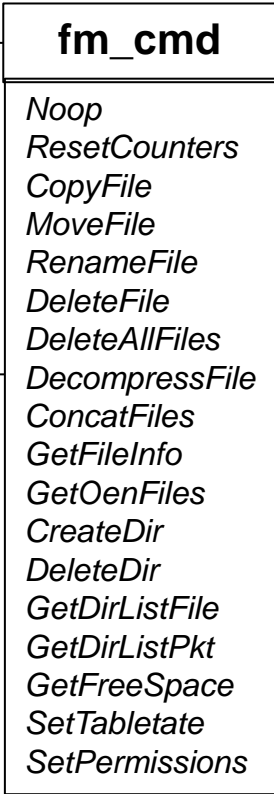 fm_cmd
Noop
ResetCounters
CopyFile
MoveFile
RenameFile
DeleteFile
DeleteAllFiles
DecompressFile
ConcatFiles
GetFileInfo
GetOenFiles
CreateDir
DeleteDir
GetDirListFile
GetDirListPkt
GetFreeSpace
SetTabletate
SetPermissions